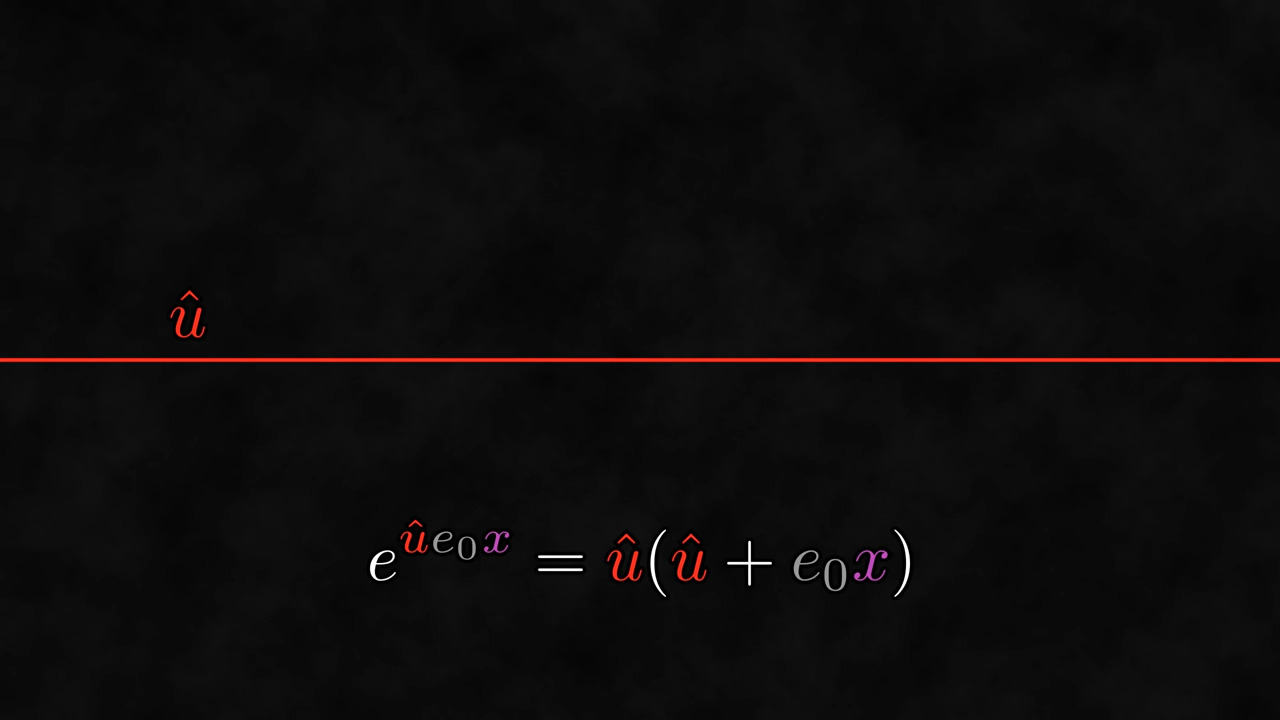 û
e^{ûe₀x} = û(û + e₀x)